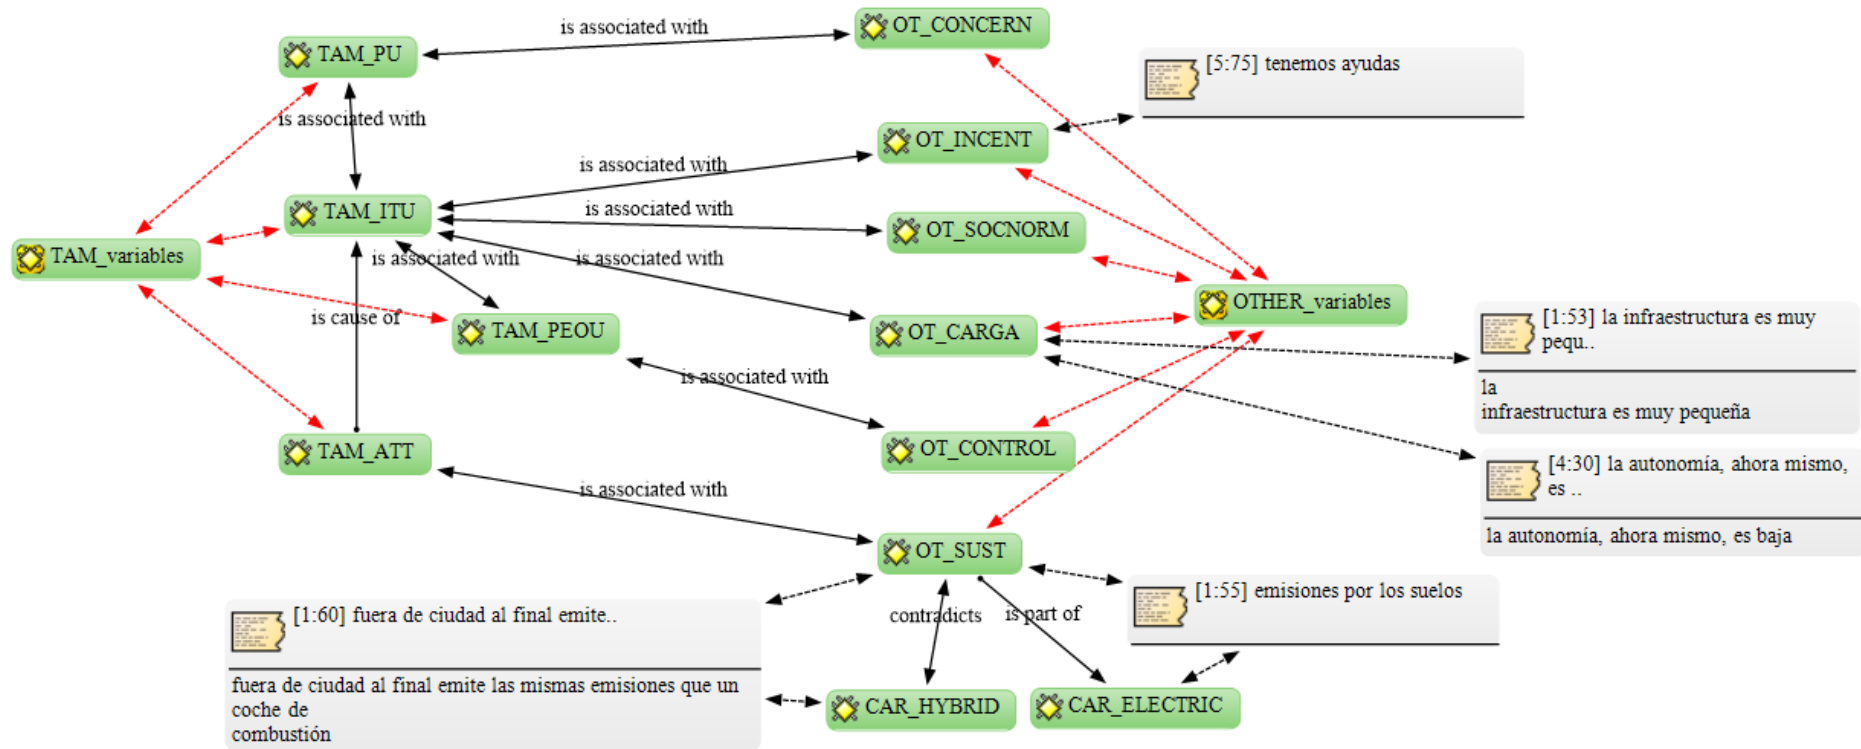 is associated with
OT_CONCERN
TAM_PU
[5:75] tenemos ayudas
is associated with
OT_INCENT
is associated with
is associated with
TAM_ITU
OT_SOCNORM
TAM_variables
is associated with
is associated with
OTHER_variables
is cause of
TAM_PEOU
OT_CARGA
[1:53] la infraestructura es muy
pequ..
la
infraestructura es muy pequeña
is associated with
TAM_ATT
OT_CONTROL
[4:30] la autonomía, ahora mismo,
es ..
la autonomía, ahora mismo, es baja
is associated with
OT_SUST
[1:60] fuera de ciudad al final emite..
fuera de ciudad al final emite las mismas emisiones que un
coche de
combustión
contradicts
is part of
[1:55] emisiones por los suelos
CAR_HYBRID
CAR_ELECTRIC